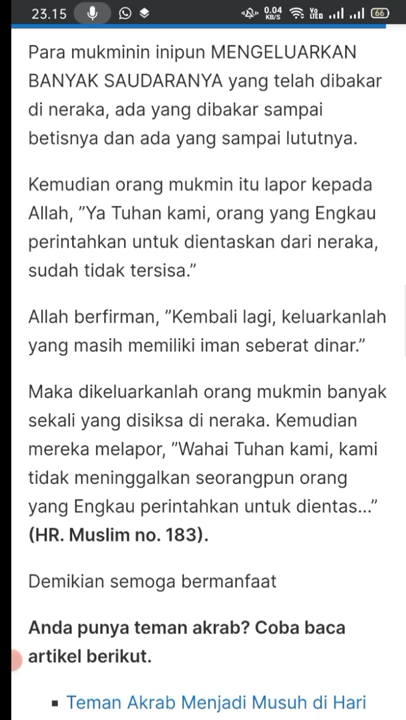 23.15
0.04 KB/S
Vo LTE
66
Para mukminin inipun MENGELUARKAN
BANYAK SAUDARANYA yang telah dibakar
di neraka, ada yang dibakar sampai
betisnya dan ada yang sampai lututnya.
Kemudian orang mukmin itu lapor kepada
Allah, ”Ya Tuhan kami, orang yang Engkau
perintahkan untuk dientaskan dari neraka,
sudah tidak tersisa.”
Allah berfirman, ”Kembali lagi, keluarkanlah
yang masih memiliki iman seberat dinar.”
Maka dikeluarkanlah orang mukmin banyak
sekali yang disiksa di neraka. Kemudian
mereka melapor, ”Wahai Tuhan kami, kami
tidak meninggalkan seorangpun orang
yang Engkau perintahkan untuk dientas...”
(HR. Muslim no. 183).
Demikian semoga bermanfaat
Anda punya teman akrab? Coba baca
artikel berikut.
Teman Akrab Menjadi Musuh di Hari